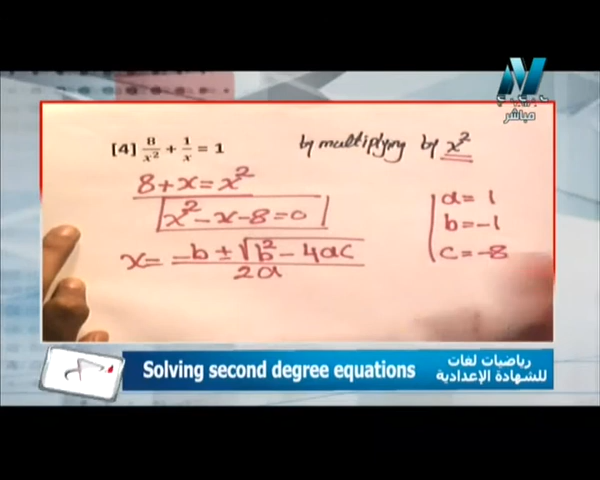 مباشر
[4] 8/x² + 1/x = 1 by multiplying by x²
8 + x = x²
x² - x - 8 = 0
x = -b ± √b² - 4ac / 2a
a = 1
b = -1
c = -8
Solving second degree equations
رياضيات لغات
للشهادة الإعدادية